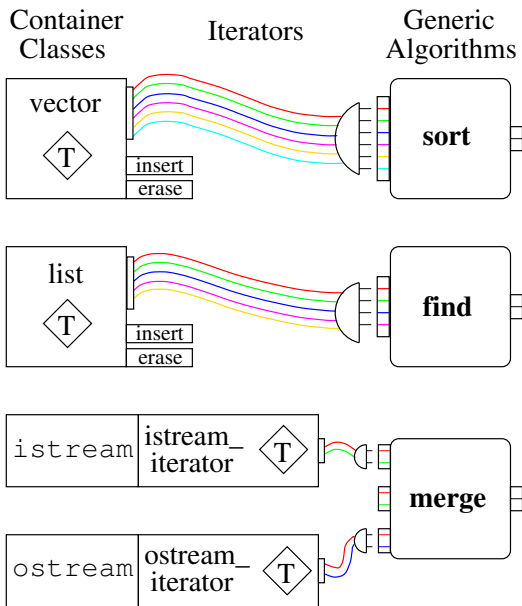 Container
Classes
Iterators
Generic
Algorithms
vector
T
insert
erase
sort
list
T
insert
erase
find
istream
istream_
iterator
T
merge
ostream
ostream_
iterator
T